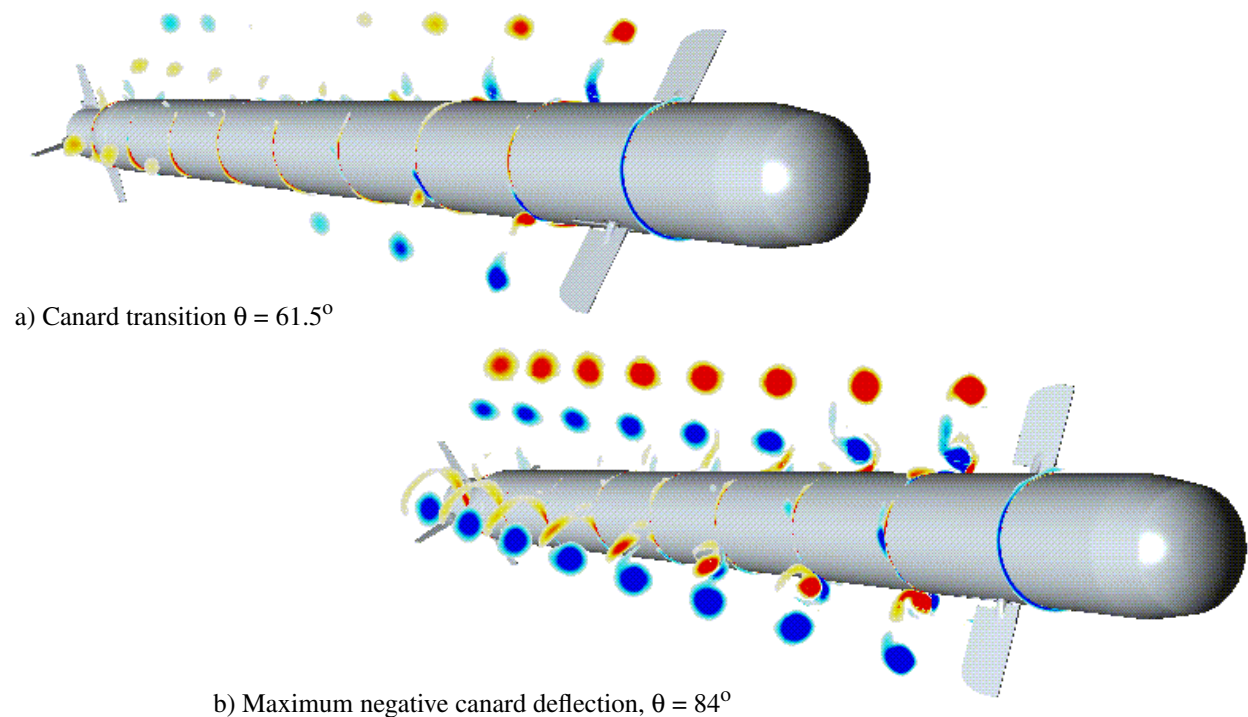 a) Canard transition θ = 61.5°
b) Maximum negative canard deflection, θ = 84°